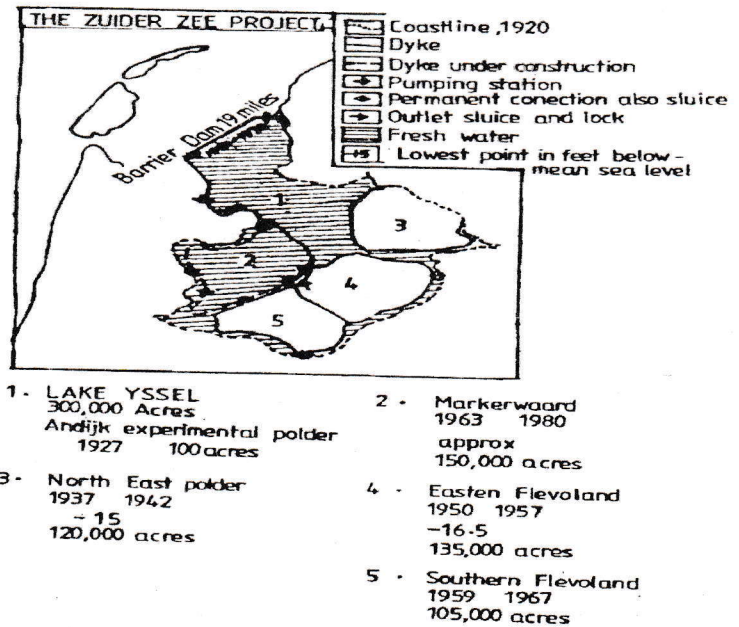 THE ZUIDER ZEE PROJECT
Coastline, 1920
Dyke
Dyke under construction
Pumping station
Permanent conection also sluice
Outlet sluice and lock
Fresh water
-15 Lowest point in feet below -
mean sea level
Barrier Dam 19 miles
1
2
3
4
5
1 - LAKE YSSEL
300,000 Acres
Andijk experimental polder
1927 100 acres
2 - Markerwaard
1963 1980
approx
150,000 acres
3 - North East polder
1937 1942
- 15
120,000 acres
4 - Easten Flevoland
1950 1957
-16.5
135,000 acres
5 - Southern Flevoland
1959 1967
105,000 acres